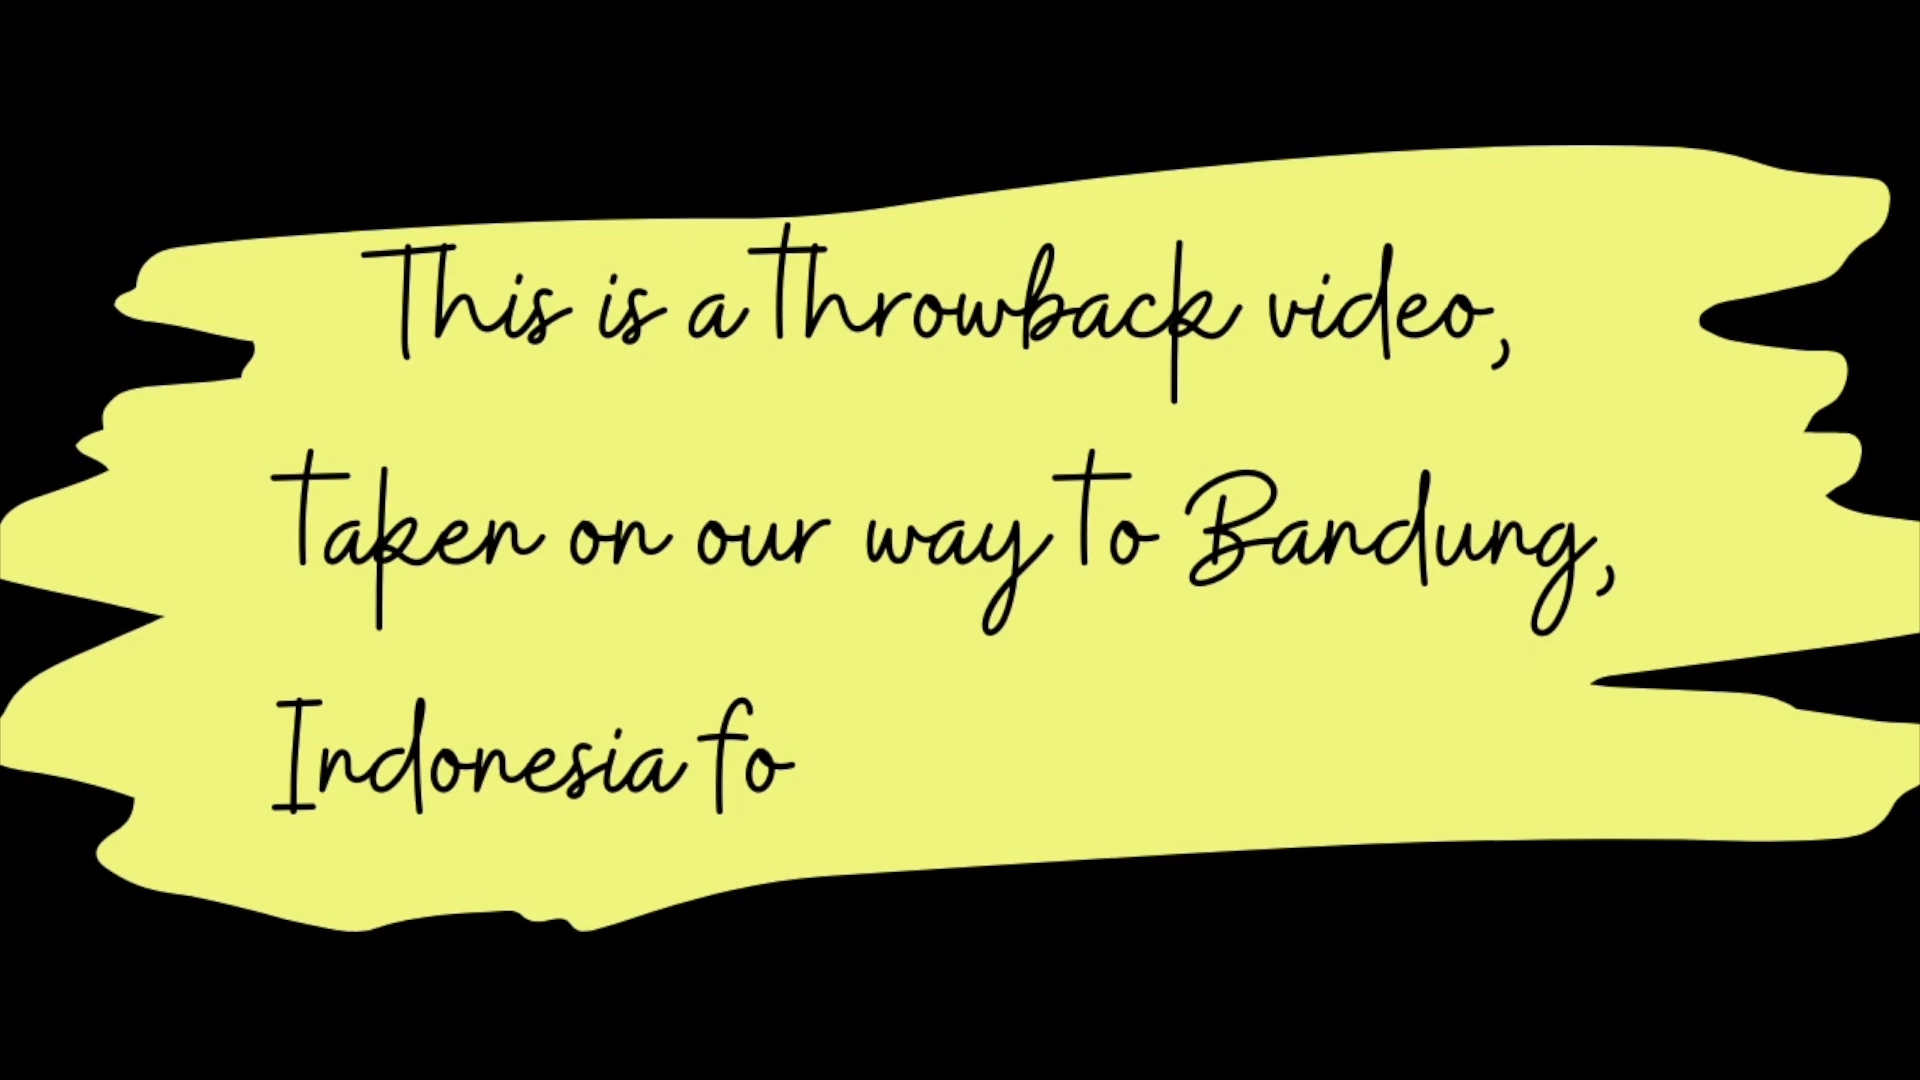 This is a throwback video,
taken on our way to Bandung,
Indonesia fo